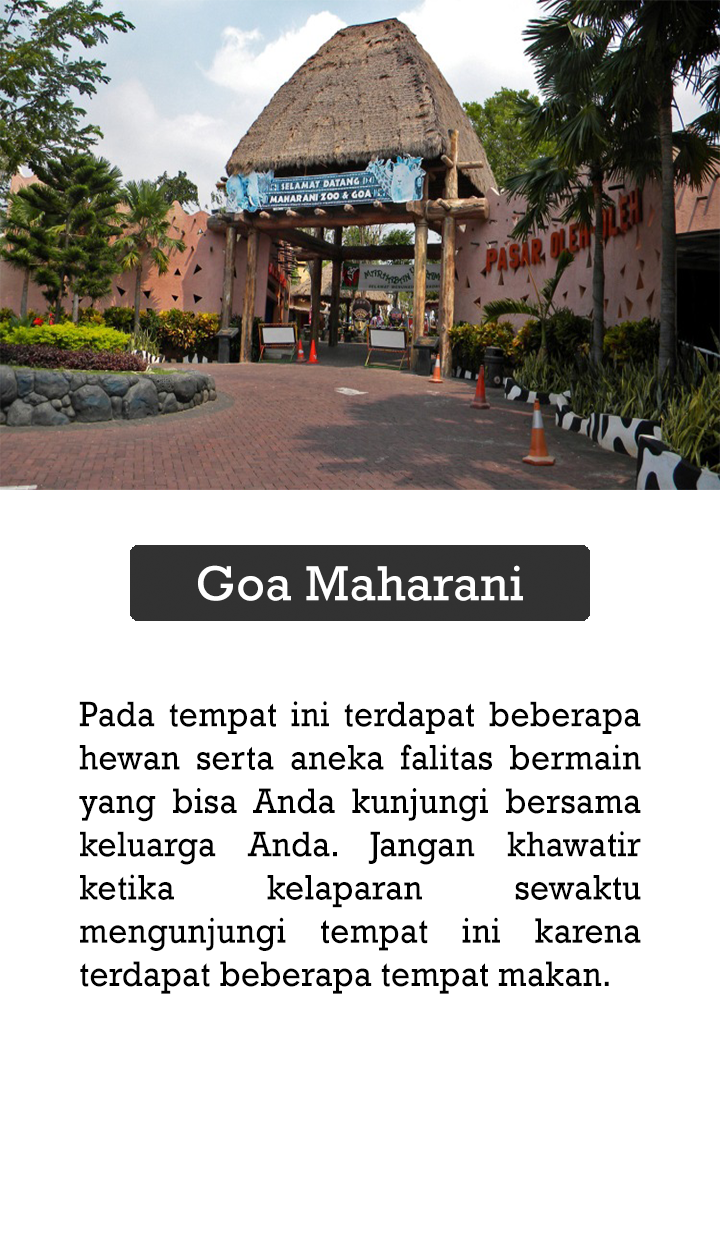 SELAMAT DATANG
MAHARANI ZOO & GOA
PASAR OLEH-OLEH
Goa Maharani
Pada tempat ini terdapat beberapa
hewan serta aneka falitas bermain
yang bisa Anda kunjungi bersama
keluarga Anda. Jangan khawatir
ketika kelaparan sewaktu
mengunjungi tempat ini karena
terdapat beberapa tempat makan.